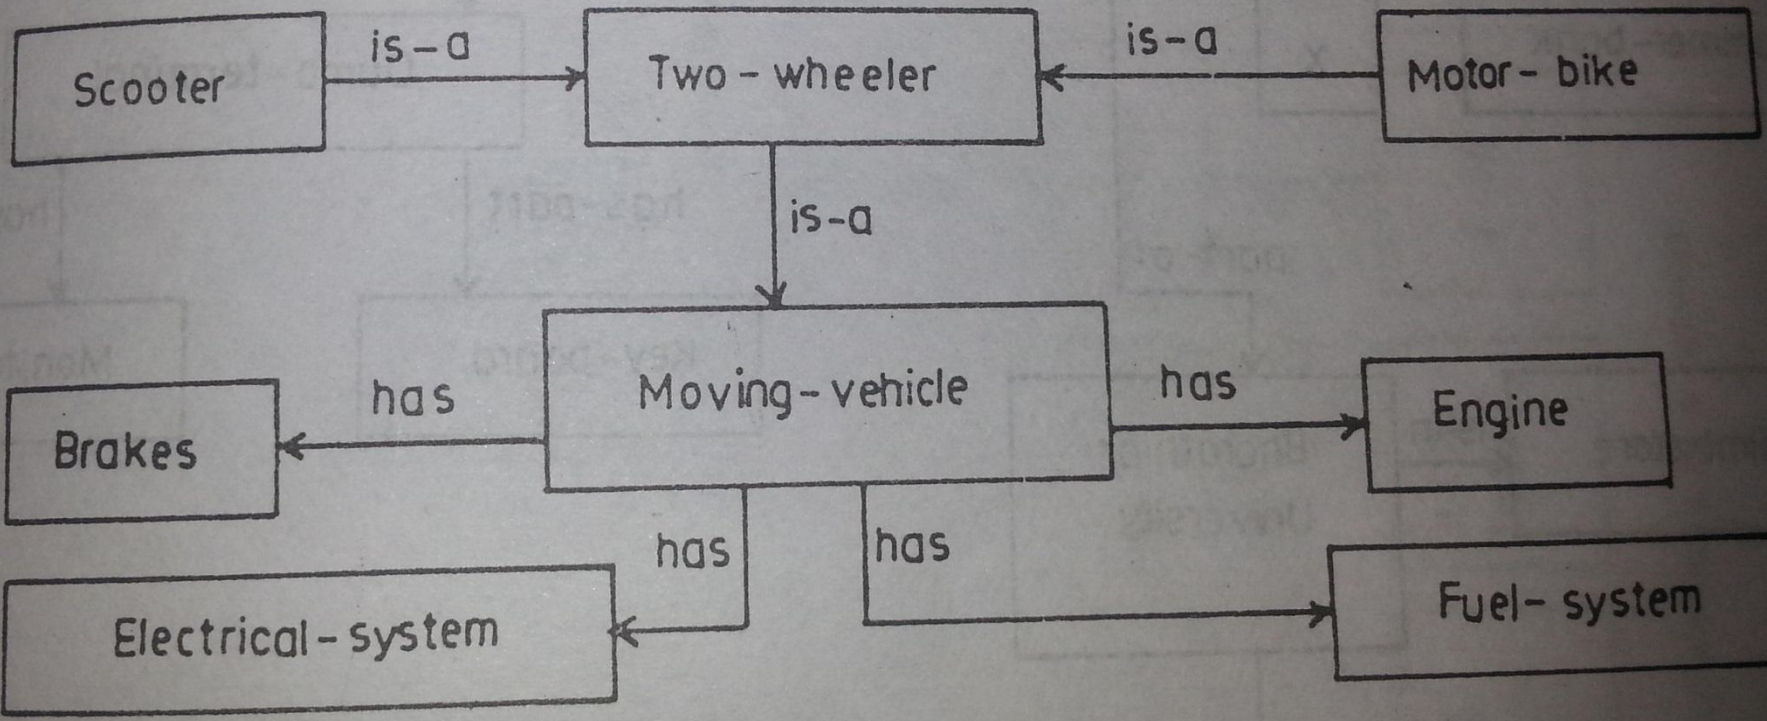 is-a
is-a
Scooter
Two-wheeler
Motor-bike
is-a
has
Moving-vehicle
has
Brakes
Engine
has
has
Electrical-system
Fuel-system